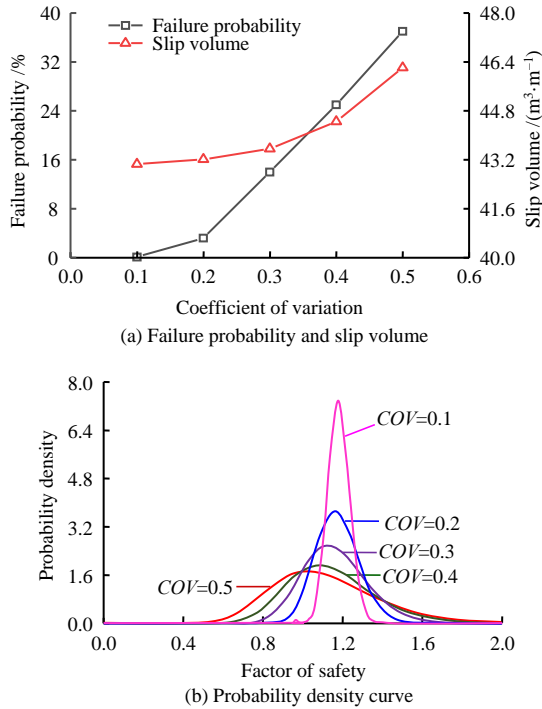 Failure probability
Slip volume
Failure probability /%
40
32
24
16
8
0
48.0
46.4
44.8
43.2
41.6
40.0
Slip volume /(m³·m⁻¹)
0.0 0.1 0.2 0.3 0.4 0.5 0.6
Coefficient of variation
(a) Failure probability and slip volume
Probability density
8.0
6.4
4.8
3.2
1.6
0.0
COV=0.1
COV=0.2
COV=0.3
COV=0.4
COV=0.5
0.0 0.4 0.8 1.2 1.6 2.0
Factor of safety
(b) Probability density curve